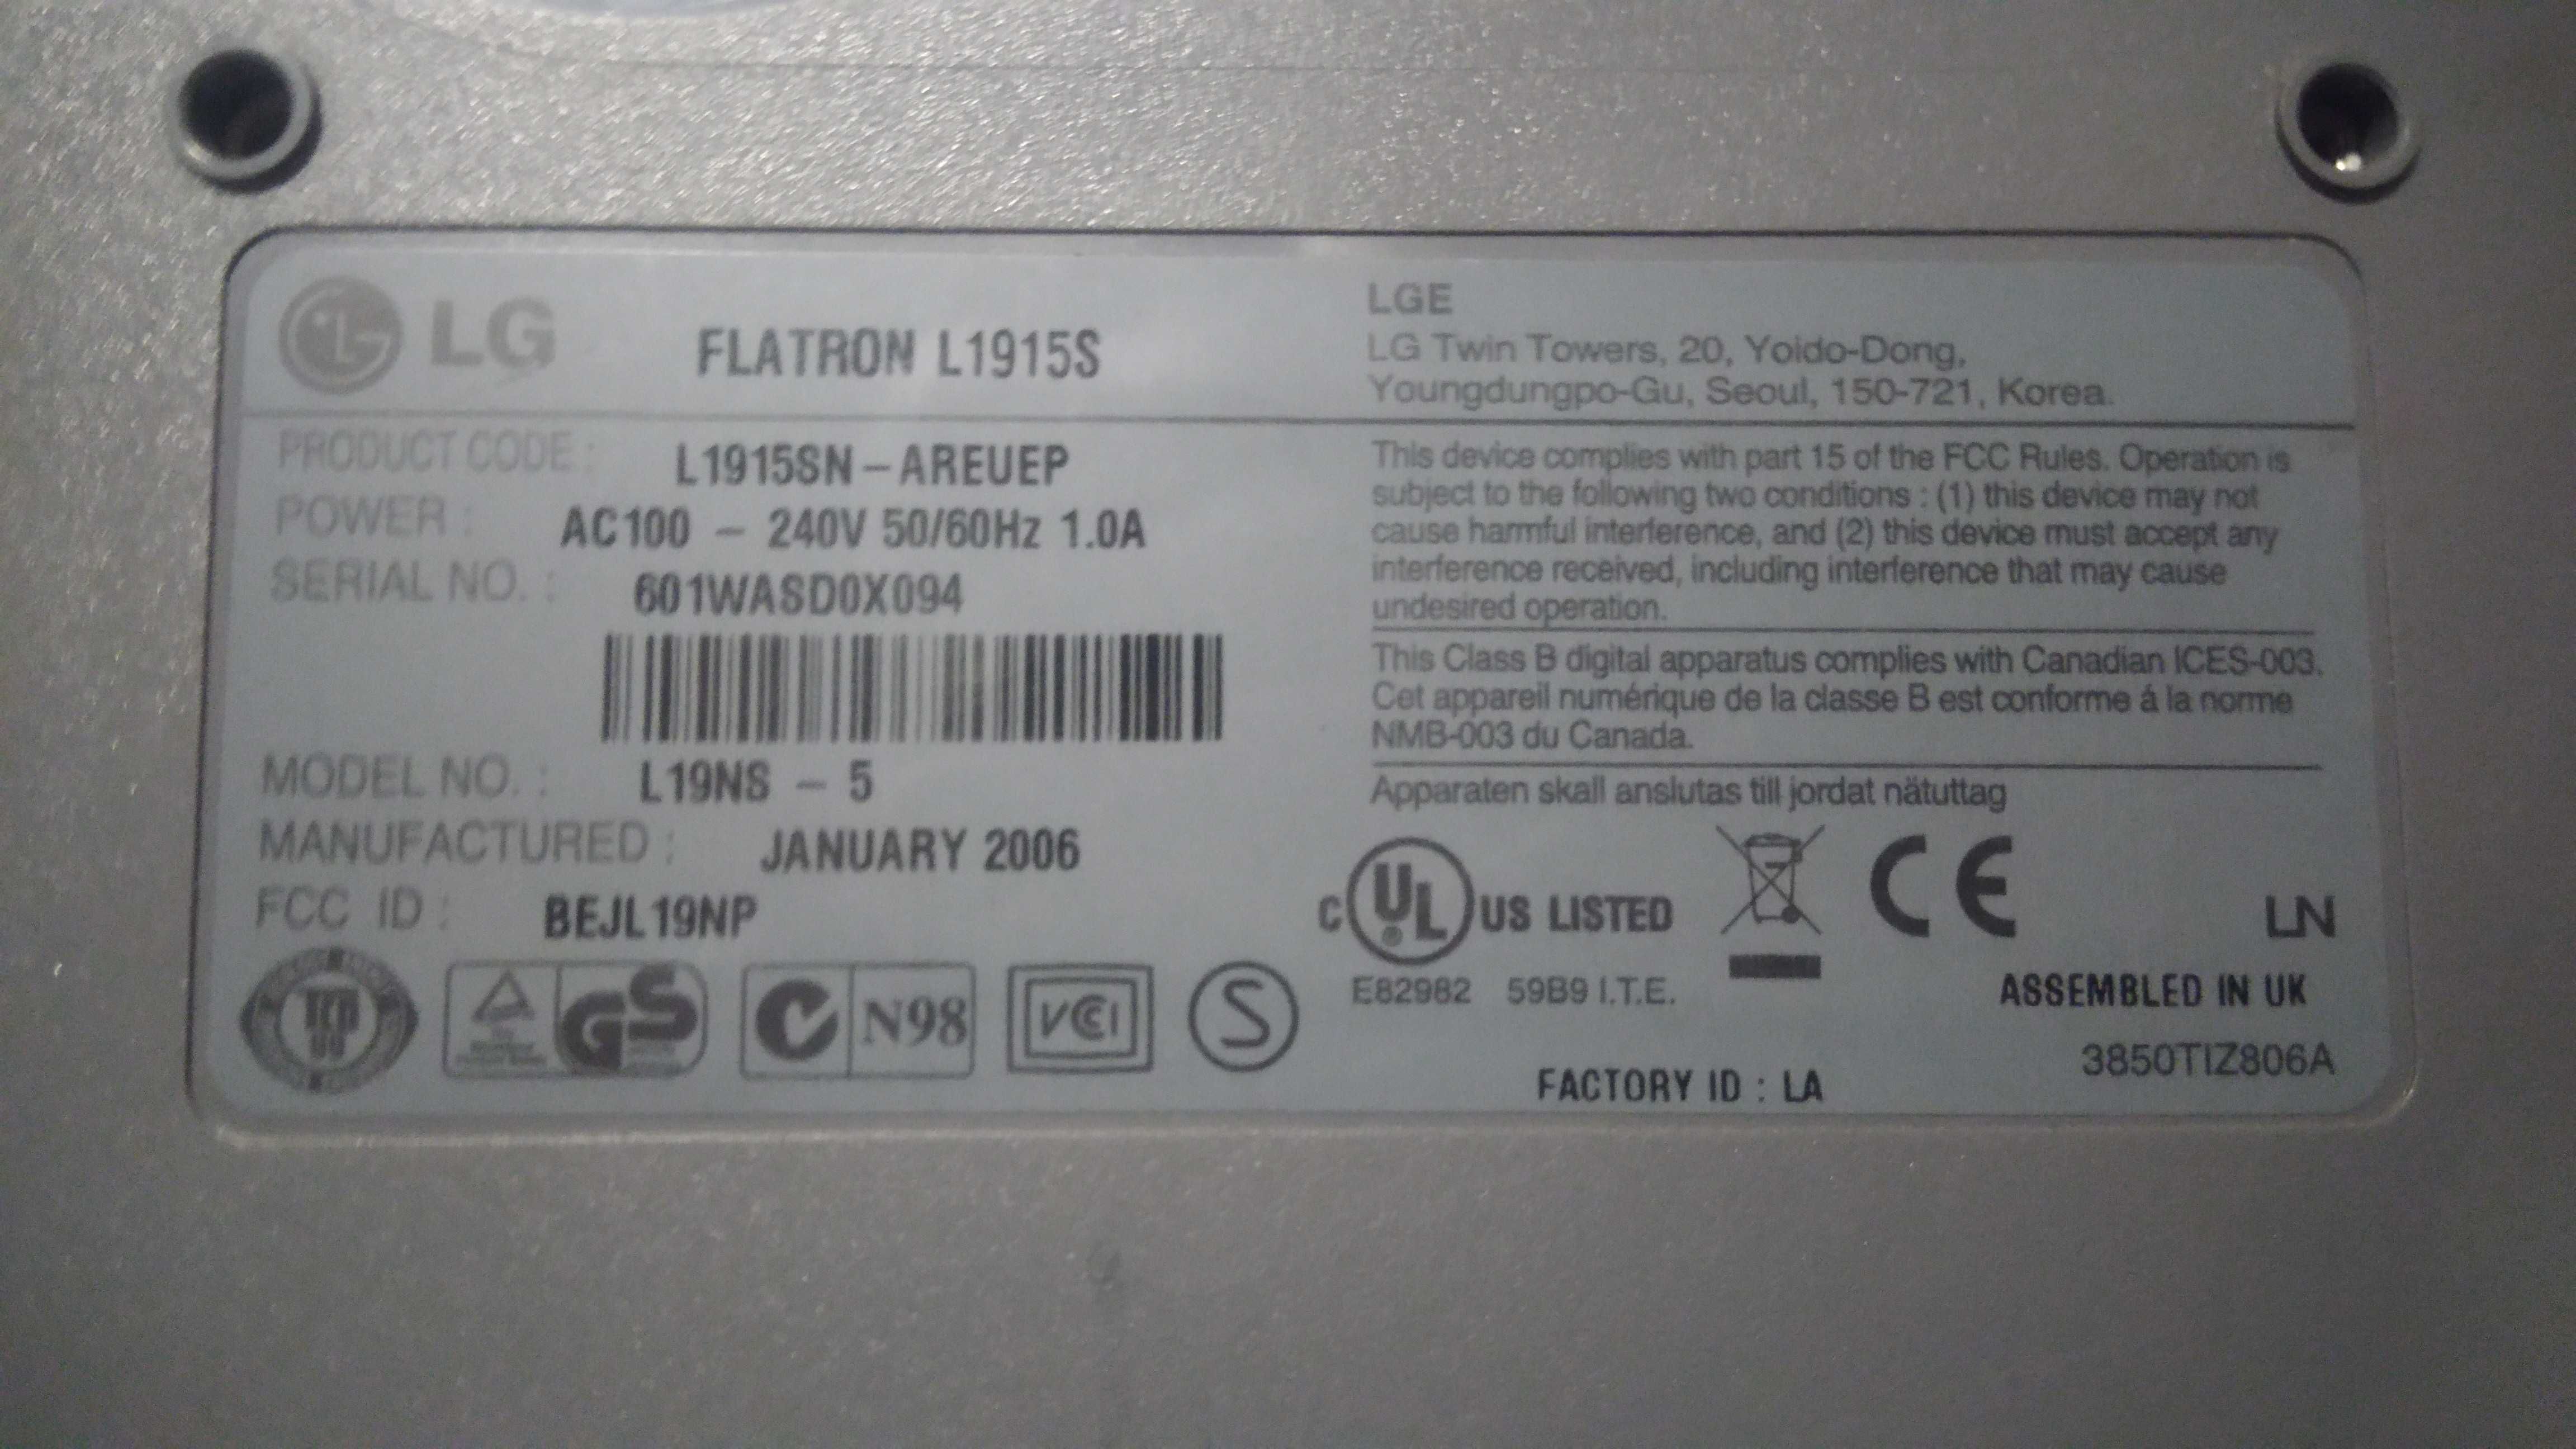 LG
FLATRON L1915S
LGE
LG Twin Towers, 20, Yoido-Dong,
Youngdungpo-Gu, Seoul, 150-721, Korea.
PRODUCT CODE : L1915SN-AREUEP
POWER : AC100 - 240V 50/60Hz 1.0A
SERIAL NO. : 601WASD0X094
MODEL NO. : L19NS - 5
MANUFACTURED : JANUARY 2006
FCC ID : BEJL19NP
GS
N98
VCCI
S
This device complies with part 15 of the FCC Rules. Operation is
subject to the following two conditions : (1) this device may not
cause harmful interference, and (2) this device must accept any
interference received, including interference that may cause
undesired operation.
This Class B digital apparatus complies with Canadian ICES-003.
Cet appareil numérique de la classe B est conforme á la norme
NMB-003 du Canada.
Apparaten skall anslutas till jordat nätuttag
C UL US LISTED
CE
LN
E82982 59B9 I.T.E.
ASSEMBLED IN UK
3850TIZ806A
FACTORY ID : LA